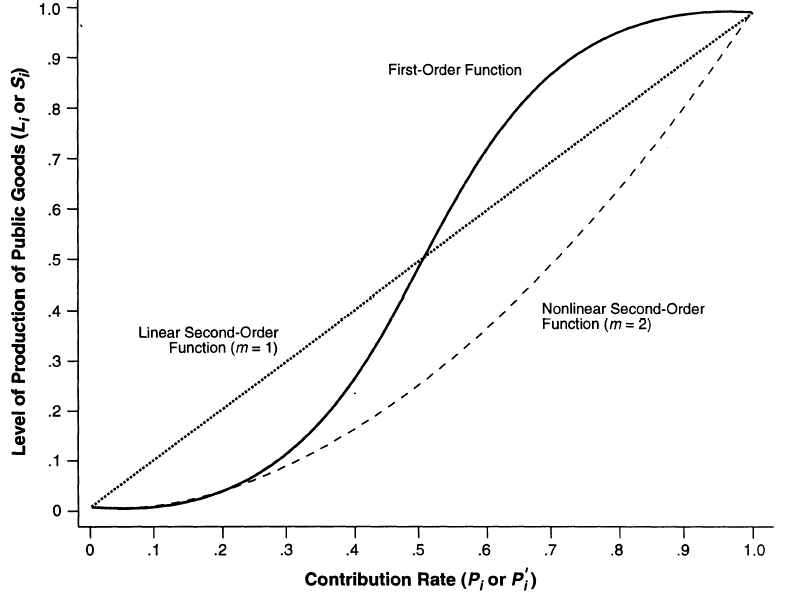 Level of Production of Public Goods (Li or Si)
1.0
.9
.8
.7
.6
.5
.4
.3
.2
.1
0
First-Order Function
Linear Second-Order
Function (m = 1)
Nonlinear Second-Order
Function (m = 2)
0 .1 .2 .3 .4 .5 .6 .7 .8 .9 1.0
Contribution Rate (Pi or Pi′)